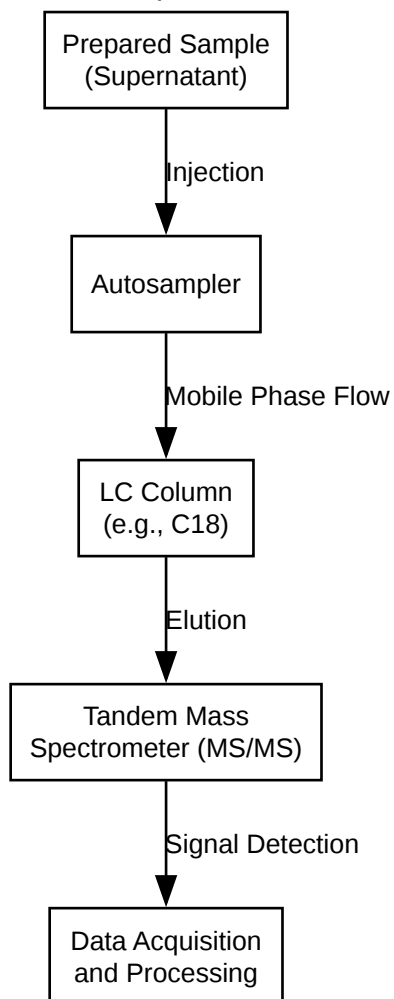 Prepared Sample
(Supernatant)
Injection
Autosampler
Mobile Phase Flow
LC Column
(e.g., C18)
Elution
Tandem Mass
Spectrometer (MS/MS)
Signal Detection
Data Acquisition
and Processing